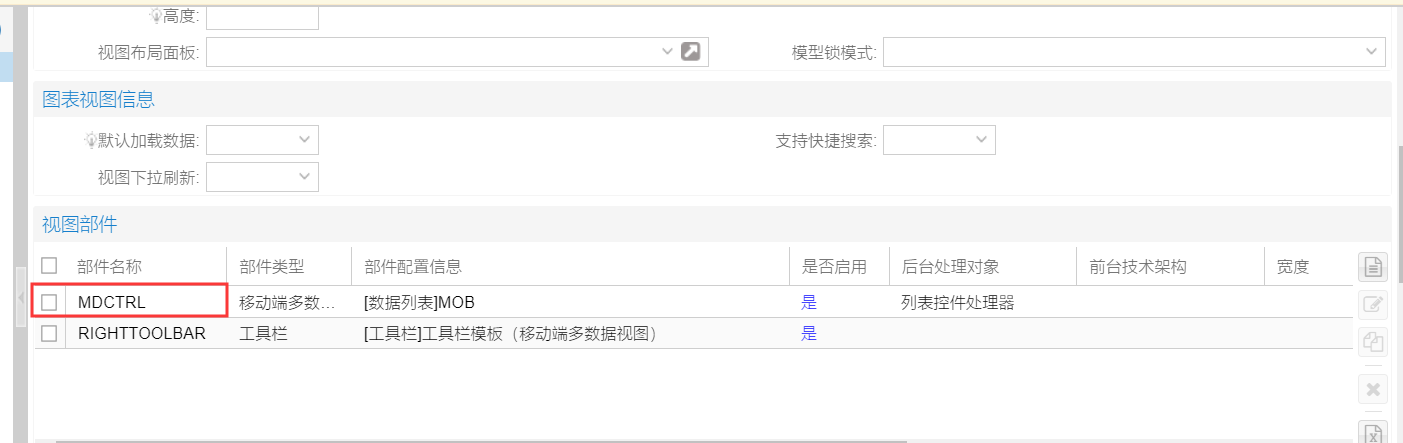 高度:
视图布局面板: 模型锁模式:
图表视图信息
默认加载数据: 支持快捷搜索:
视图下拉刷新:
视图部件
部件名称 部件类型 部件配置信息 是否启用 后台处理对象 前台技术架构 宽度
MDCTRL 移动端多数... [数据列表]MOB 是 列表控件处理器
RIGHTTOOLBAR 工具栏 [工具栏]工具栏模板（移动端多数据视图） 是